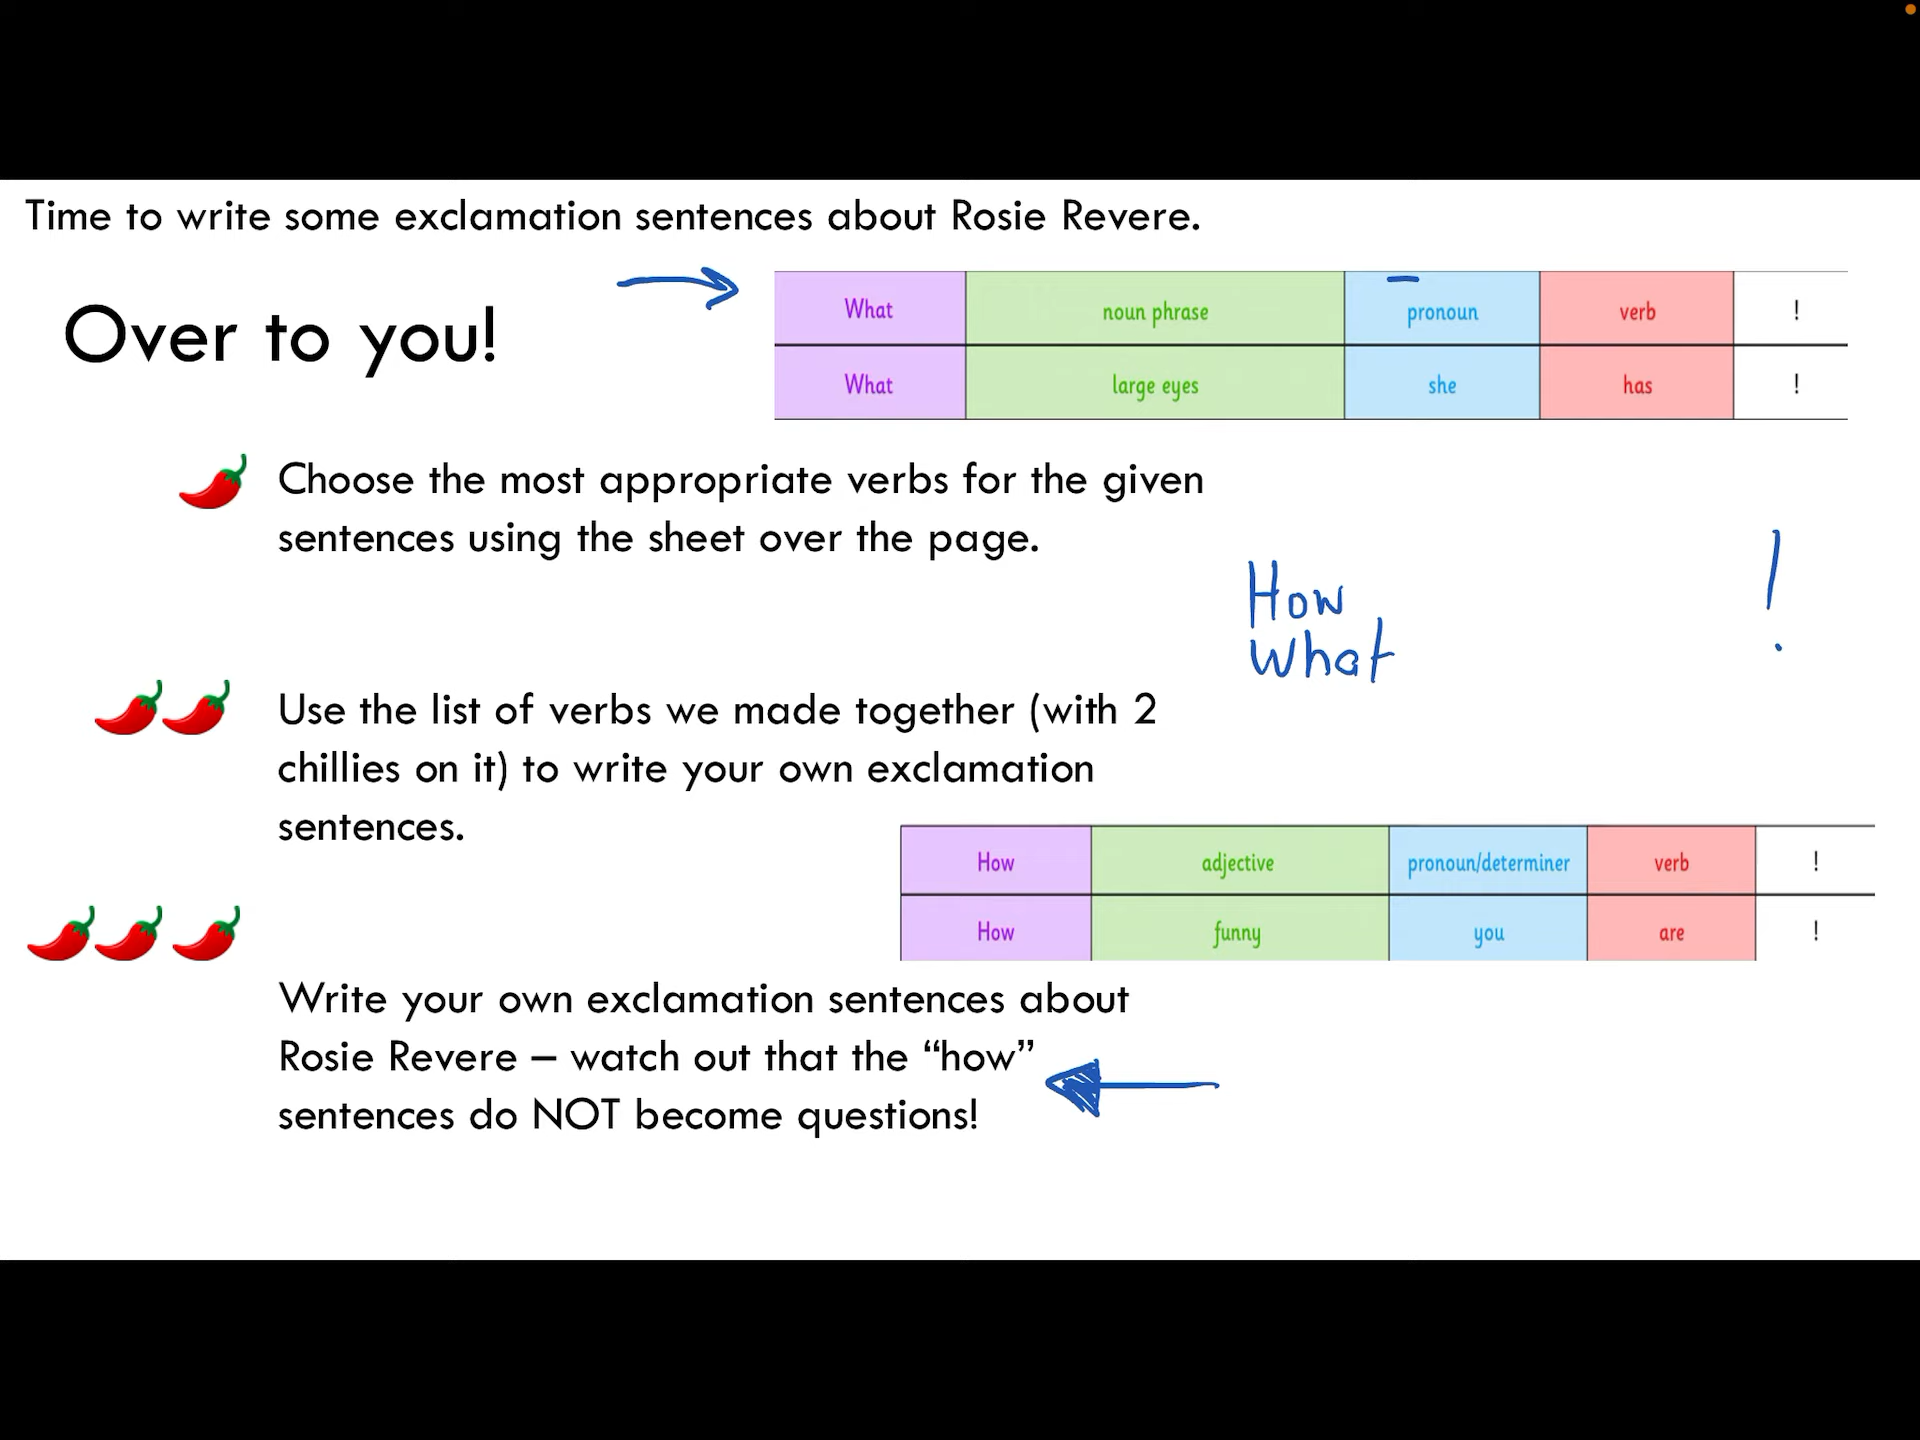 Time to write some exclamation sentences about Rosie Revere.
Over to you!
What noun phrase pronoun verb !
What large eyes she has !
Choose the most appropriate verbs for the given
sentences using the sheet over the page.
How !
What
Use the list of verbs we made together (with 2
chillies on it) to write your own exclamation
sentences.
How adjective pronoun/determiner verb !
How funny you are !
Write your own exclamation sentences about
Rosie Revere – watch out that the “how”
sentences do NOT become questions!